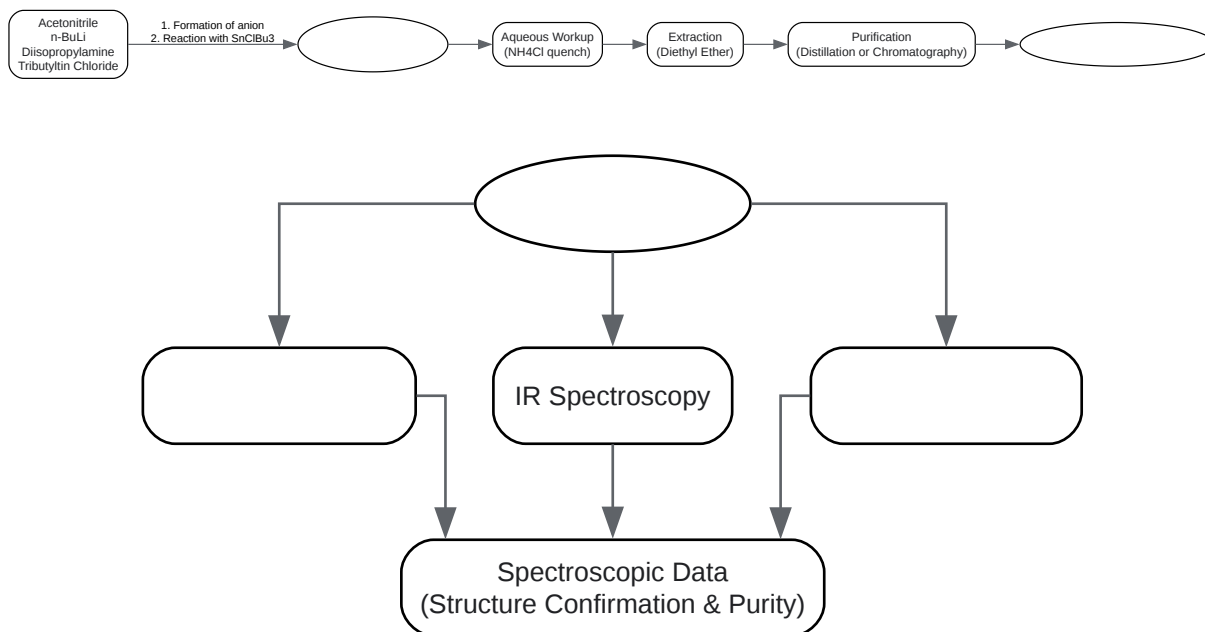 Acetonitrile
n-BuLi
Diisopropylamine
Tributyltin Chloride
1. Formation of anion
2. Reaction with SnClBu3
Aqueous Workup
(NH4Cl quench)
Extraction
(Diethyl Ether)
Purification
(Distillation or Chromatography)
IR Spectroscopy
Spectroscopic Data
(Structure Confirmation & Purity)